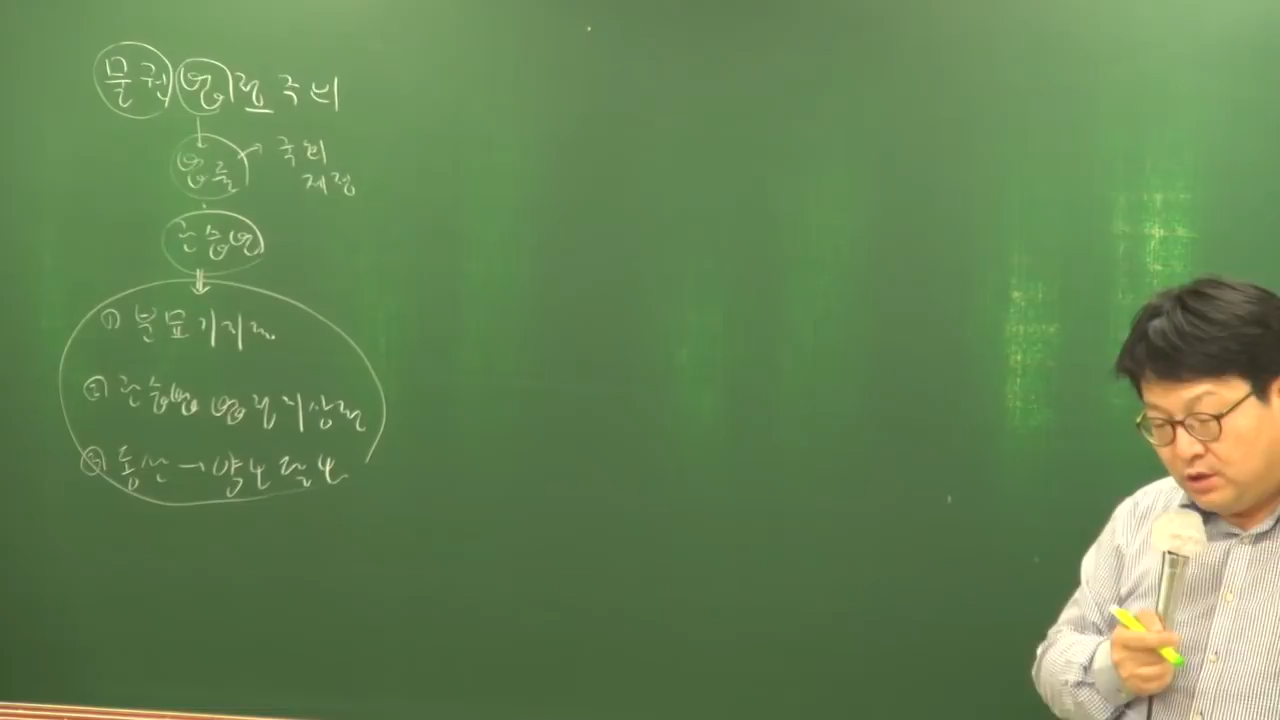 물권 법정주의
법률 → 국회
제정
관습법
① 분묘기지권
② 관습법 법정지상권
③ 동산 → 양도담보